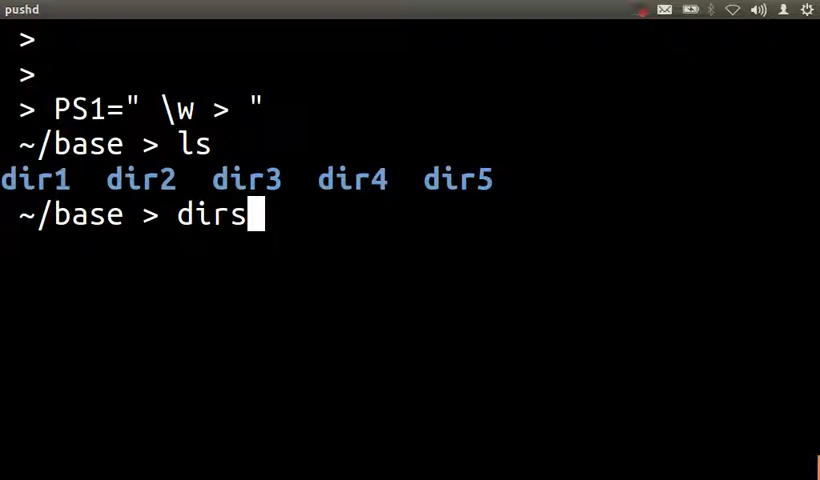 pushd
>
>
> PS1=" \w > "
~/base > ls
dir1 dir2 dir3 dir4 dir5
~/base > dirs